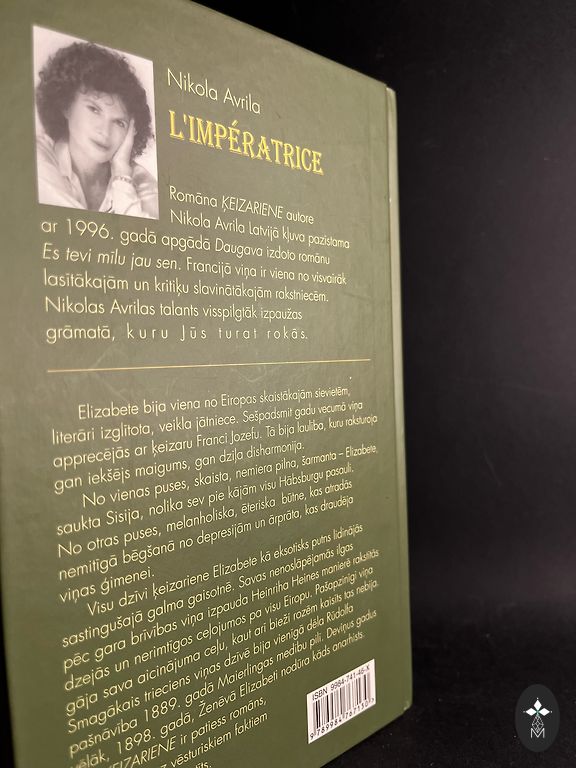 Nikola Avrila
L'IMPÉRATRICE
Romāna ĶEIZARIENE autore
Nikola Avrila Latvijā kļuva pazīstama
ar 1996. gadā apgādā Daugava izdoto romānu
Es tevi mīlu jau sen. Francijā viņa ir viena no visvairāk
lasītākajām un kritiķu slavinātākajām rakstniecēm.
Nikolas Avrilas talants visspilgtāk izpaužas
grāmatā, kuru Jūs turat rokās.
Elizabete bija viena no Eiropas skaistākajām sievietēm,
literāri izglītota, veikla jātniece. Sešpadsmit gadu vecumā viņa
apprecējās ar ķeizaru Franci Jozefu. Tā bija laulība, kuru raksturoja
gan iekšējs maigums, gan dziļa disharmonija.
No vienas puses, skaista, nemiera pilna, šarmanta – Elizabete,
saukta Sisija, nolika sev pie kājām visu Hābsburgu pasauli.
No otras puses, melanholiska, ēteriska būtne, kas atradās
nemitīgā bēgšanā no depresijām un ārprāta, kas draudēja
viņas ģimenei.
Visu dzīvi ķeizariene Elizabete kā eksotisks putns lidinājās
sastingušajā galma gaisotnē. Savas nenoslāpējamās ilgas
pēc gara brīvības viņa izpauda Heinriha Heines manierē rakstītās
dzejās un nerimtīgos ceļojumos pa visu Eiropu. Pašapzinīgi viņa
gāja sava aicinājuma ceļu, kaut arī bieži rozēm kaisīts tas nebija.
Smagākais trieciens viņas dzīvē bija vienīgā dēla Rūdolfa
pašnāvība 1889. gadā Maierlingas medību pilī. Deviņus gadus
vēlāk, 1898. gadā, Ženēvā Elizabeti nodūra kāds anarhists.
ĶEIZARIENE ir patiess romāns,
vēsturiskiem faktiem
ISBN 9984-741-46-X
M